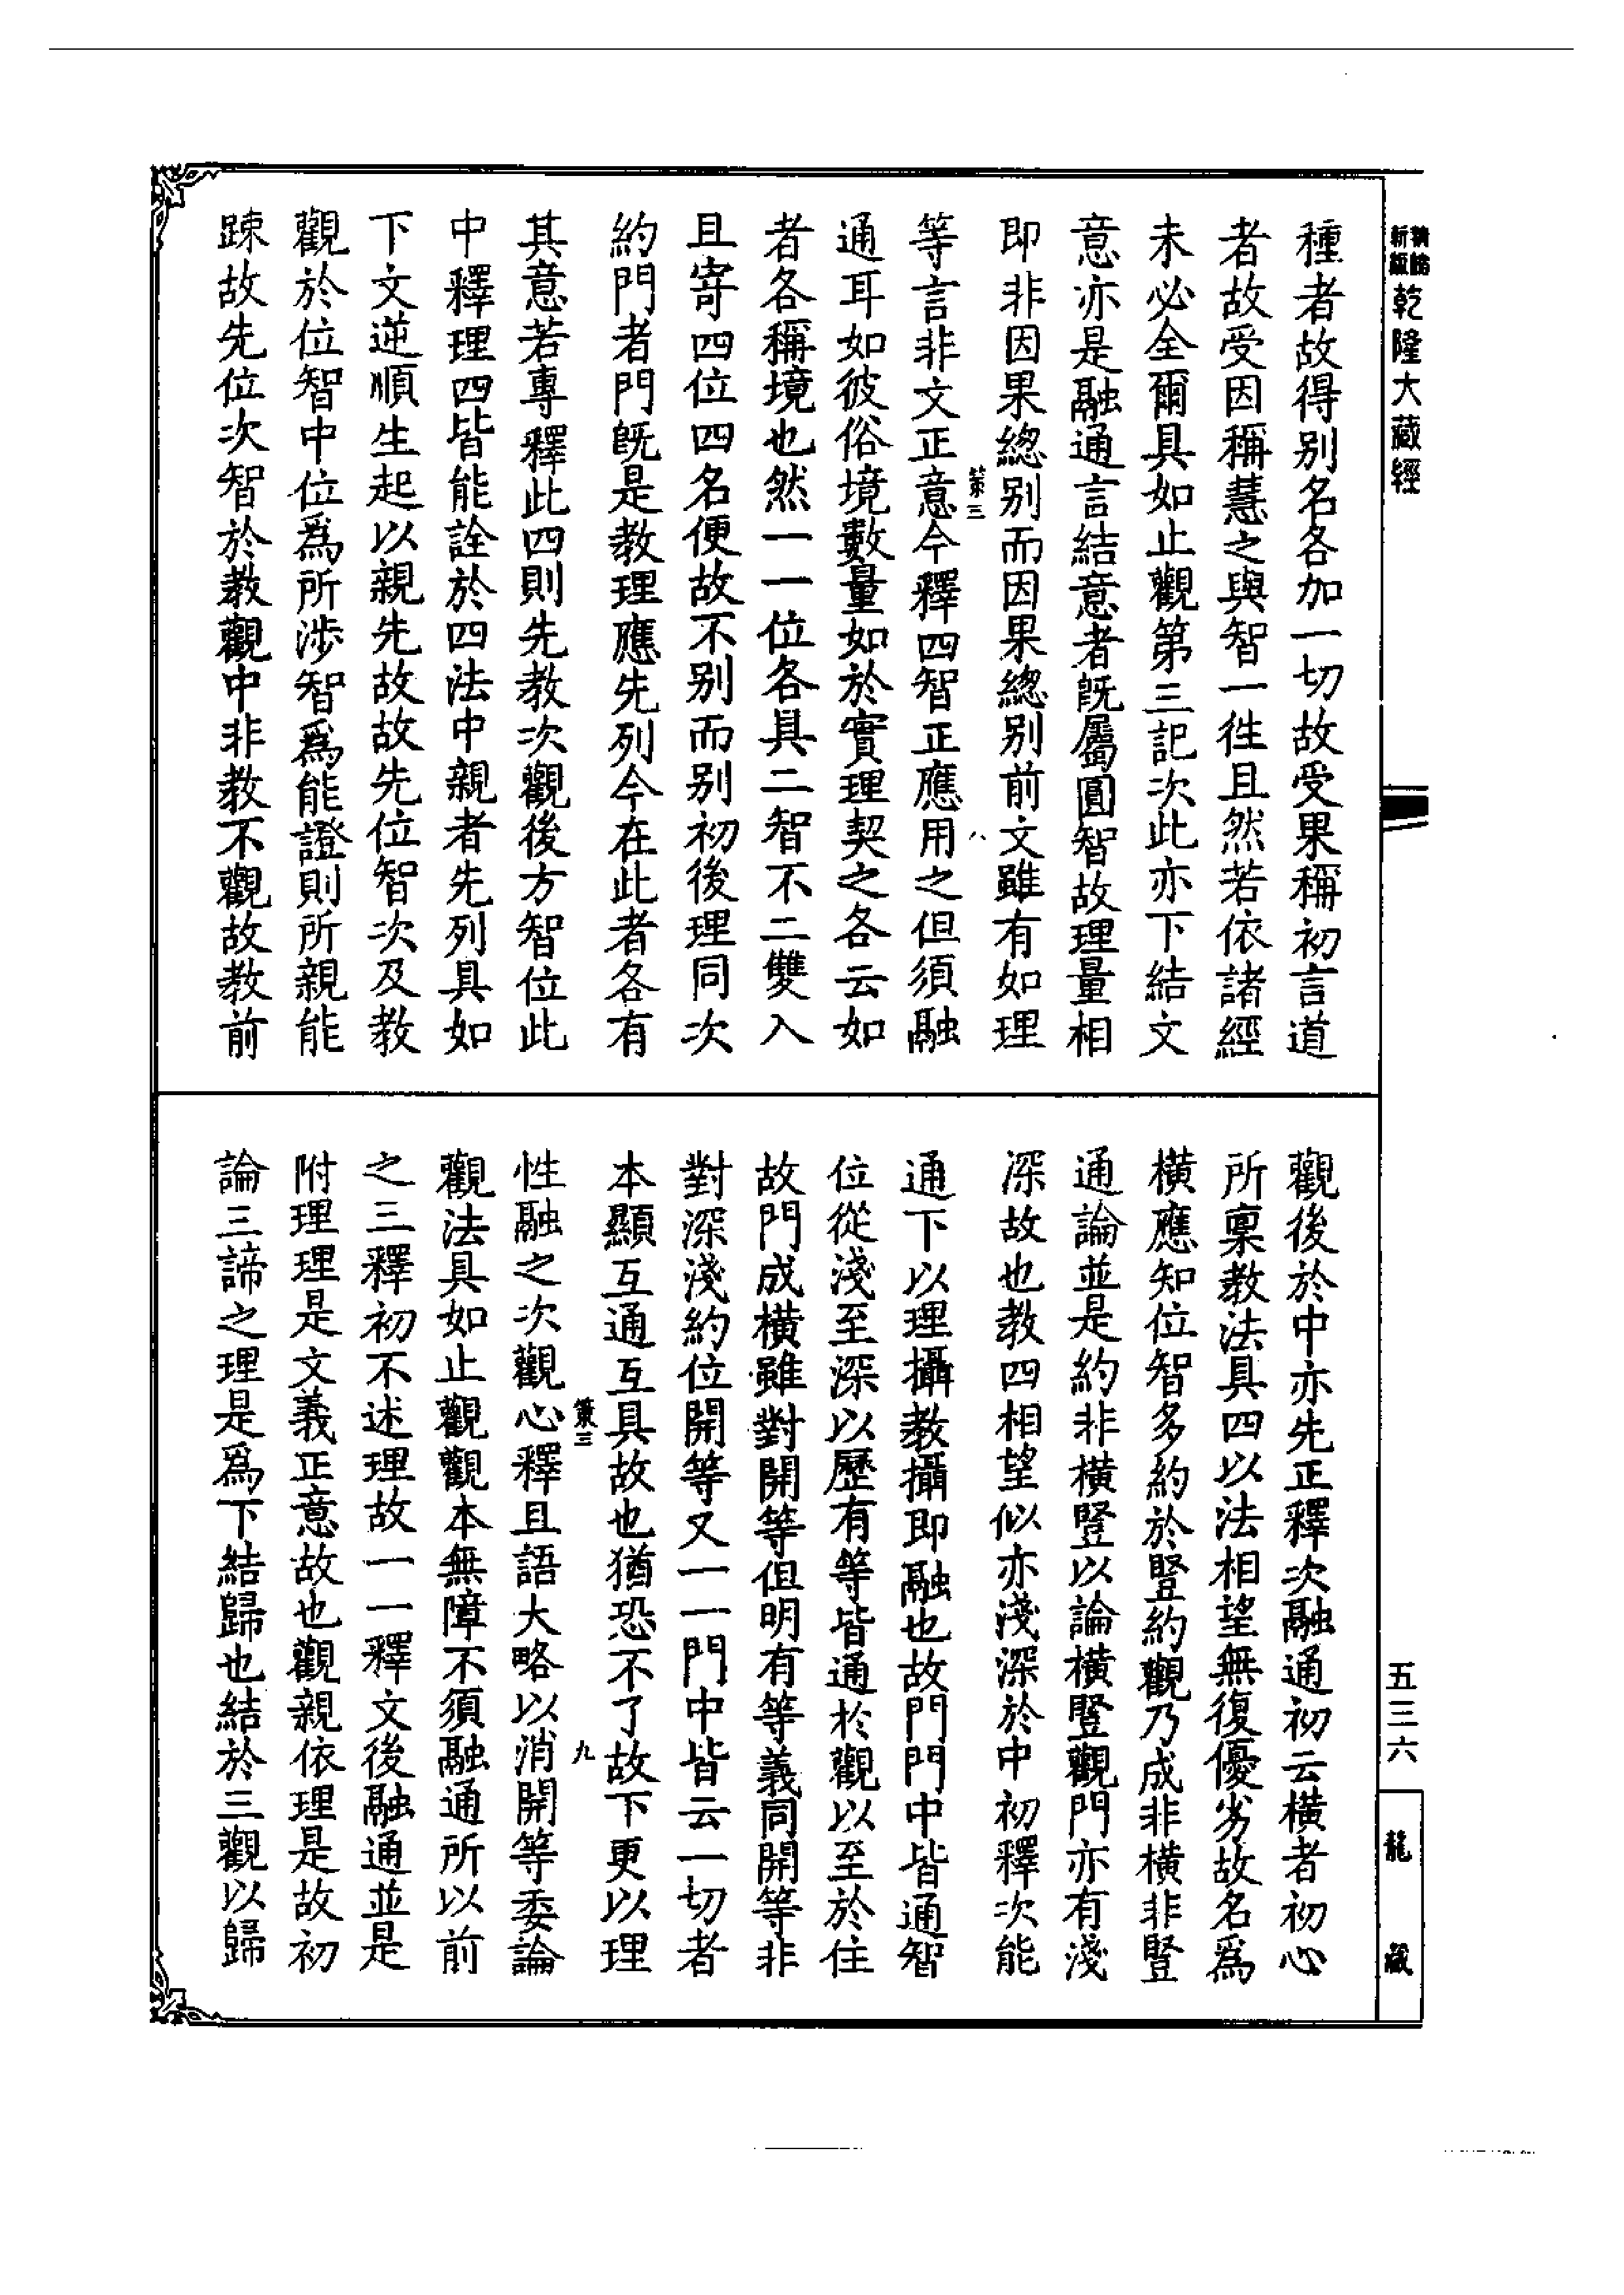 乾隆大藏經
種者故得別名各加一切故受果稱初言道
者故受因稱慧之與智一往且然若依諸經
未必全爾具如止觀第三記次此亦下結文
意亦是融通言結意者旣屬圓智故理量相
即非因果總别而因果總别前文雖有如理
等言非文正意今釋四智正應用之但須融
通耳如彼俗境數量如於實理契之各云如
者各稱境也然一一位各具二智不二雙入
且寄四位四名便故不別而别初後理同次
約門者門旣是教理應先列今在此者各有
其意若專釋此四則先教次觀後方智位此
中釋理四皆能詮於四法中親者先列具如
下文逆順生起以親先故故先位智次及教
觀於位智中位爲所涉智爲能證則所親能
踈故先位次智於教觀中非教不觀故教前
觀後於中亦先正釋次融通初云橫者初心
所稟教法具四以法相望無復優劣故名爲
橫應知位智多約於豎約觀乃成非橫非豎
通論並是約非橫豎以論橫豎觀門亦有淺
深故也教四相望似亦淺深於中初釋次能
通下以理攝教攝即融也故門門中皆通智
位從淺至深以歷有等皆通於觀以至於住
故門成橫雖對開等但明有等義同開等非
對深淺約位開等又一一門中皆云一切者
本顯互通互具故也猶恐不了故下更以理
性融之次觀心釋且語大略以消開等委論
觀法具如止觀觀本無障不須融通所以前
之三釋初不述理故一一釋文後融通並是
附理理是文義正意故也觀親依理是故初
論三諦之理是爲下結歸也結於三觀以歸
策三
八
策三
九
五三六
龍藏